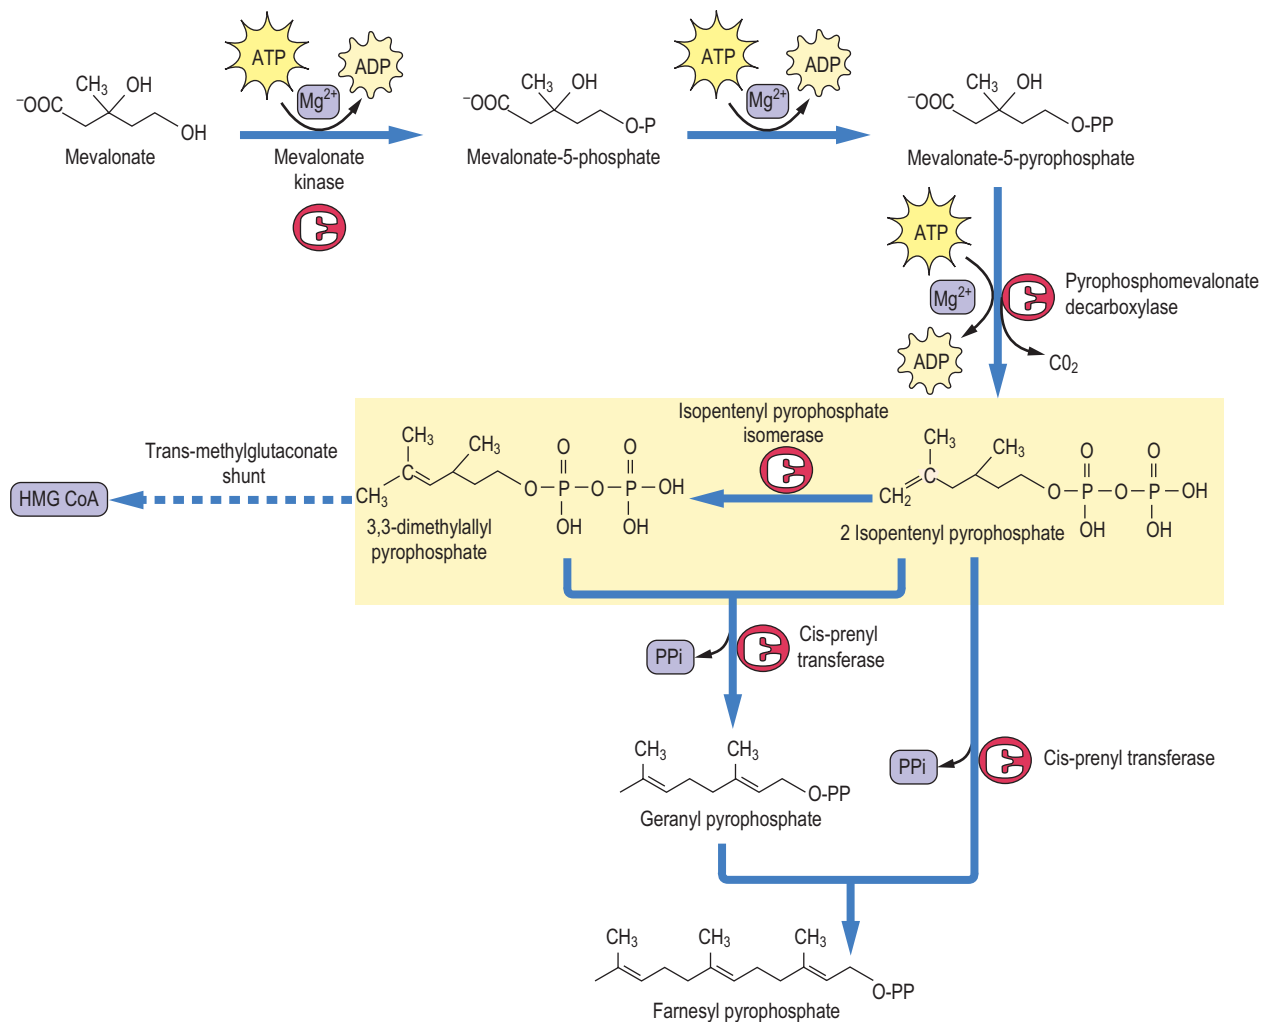 ATP
ADP
Mg2+
CH3
OH
–OOC
OH
Mevalonate
Mevalonate
kinase
CH3
OH
–OOC
O-P
Mevalonate-5-phosphate
ATP
ADP
Mg2+
CH3
OH
–OOC
O-PP
Mevalonate-5-pyrophosphate
ATP
Mg2+
ADP
Pyrophosphomevalonate
decarboxylase
C02
Isopentenyl pyrophosphate
isomerase
Trans-methylglutaconate
shunt
HMG CoA
CH3
CH3
CH3
O
O
O
P
O
P
OH
OH
OH
3,3-dimethylallyl
pyrophosphate
CH3
CH3
C
CH2
O
O
O
P
O
P
OH
OH
OH
2 Isopentenyl pyrophosphate
PPi
Cis-prenyl
transferase
CH3
CH3
O-PP
Geranyl pyrophosphate
PPi
Cis-prenyl transferase
CH3
CH3
CH3
O-PP
Farnesyl pyrophosphate